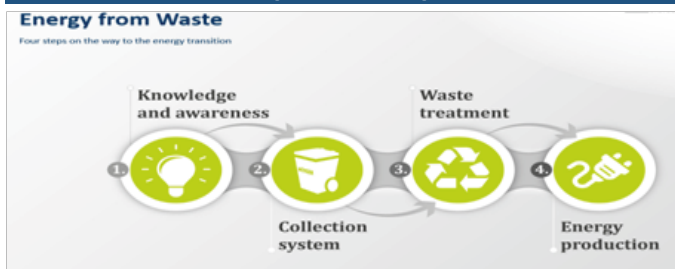 Energy from Waste
Four steps on the way to the energy transition
Knowledge
and awareness
Waste
treatment
1.
2.
3.
4.
Collection
system
Energy
production